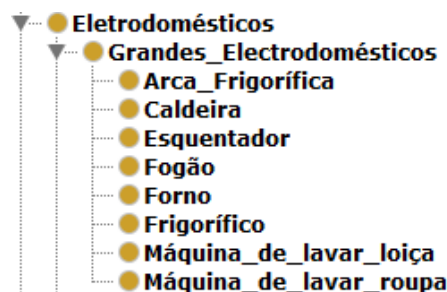 Eletrodomésticos
Grandes_Electrodomésticos
Arca_Frigorífica
Caldeira
Esquentador
Fogão
Forno
Frigorífico
Máquina_de_lavar_loiça
Máquina_de_lavar_roupa